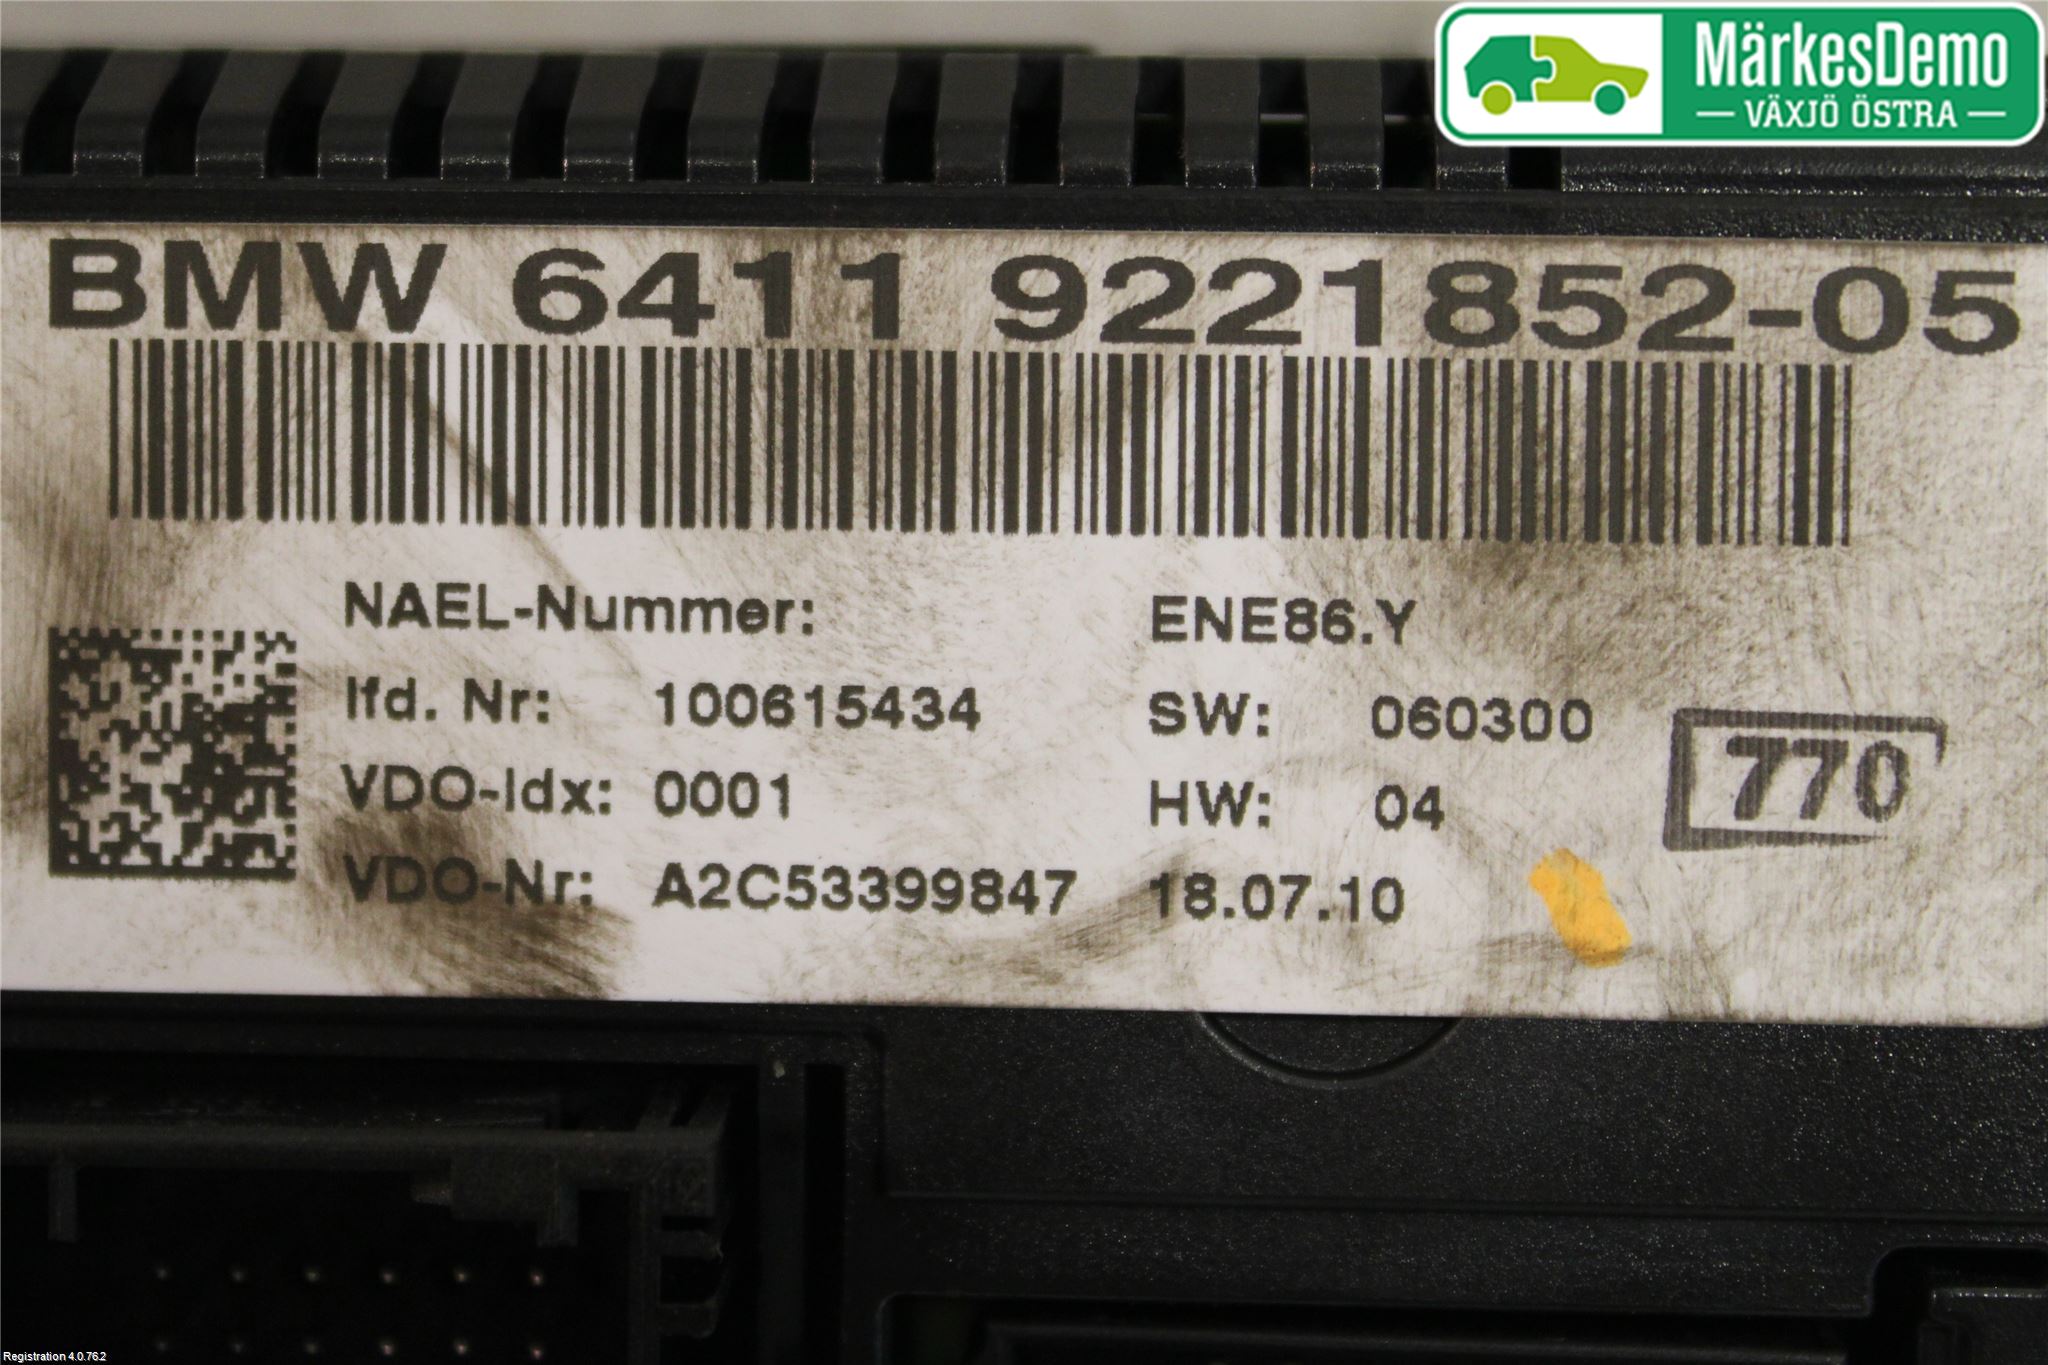 MärkesDemo
VÄXJÖ ÖSTRA
BMW 6411 9221852-05
NAEL-Nummer: ENE86.Y
lfd. Nr: 100615434 SW: 060300
770
VDO-Idx: 0001 HW: 04
VDO-Nr: A2C53399847 18.07.10
Registration 4.0.76.2